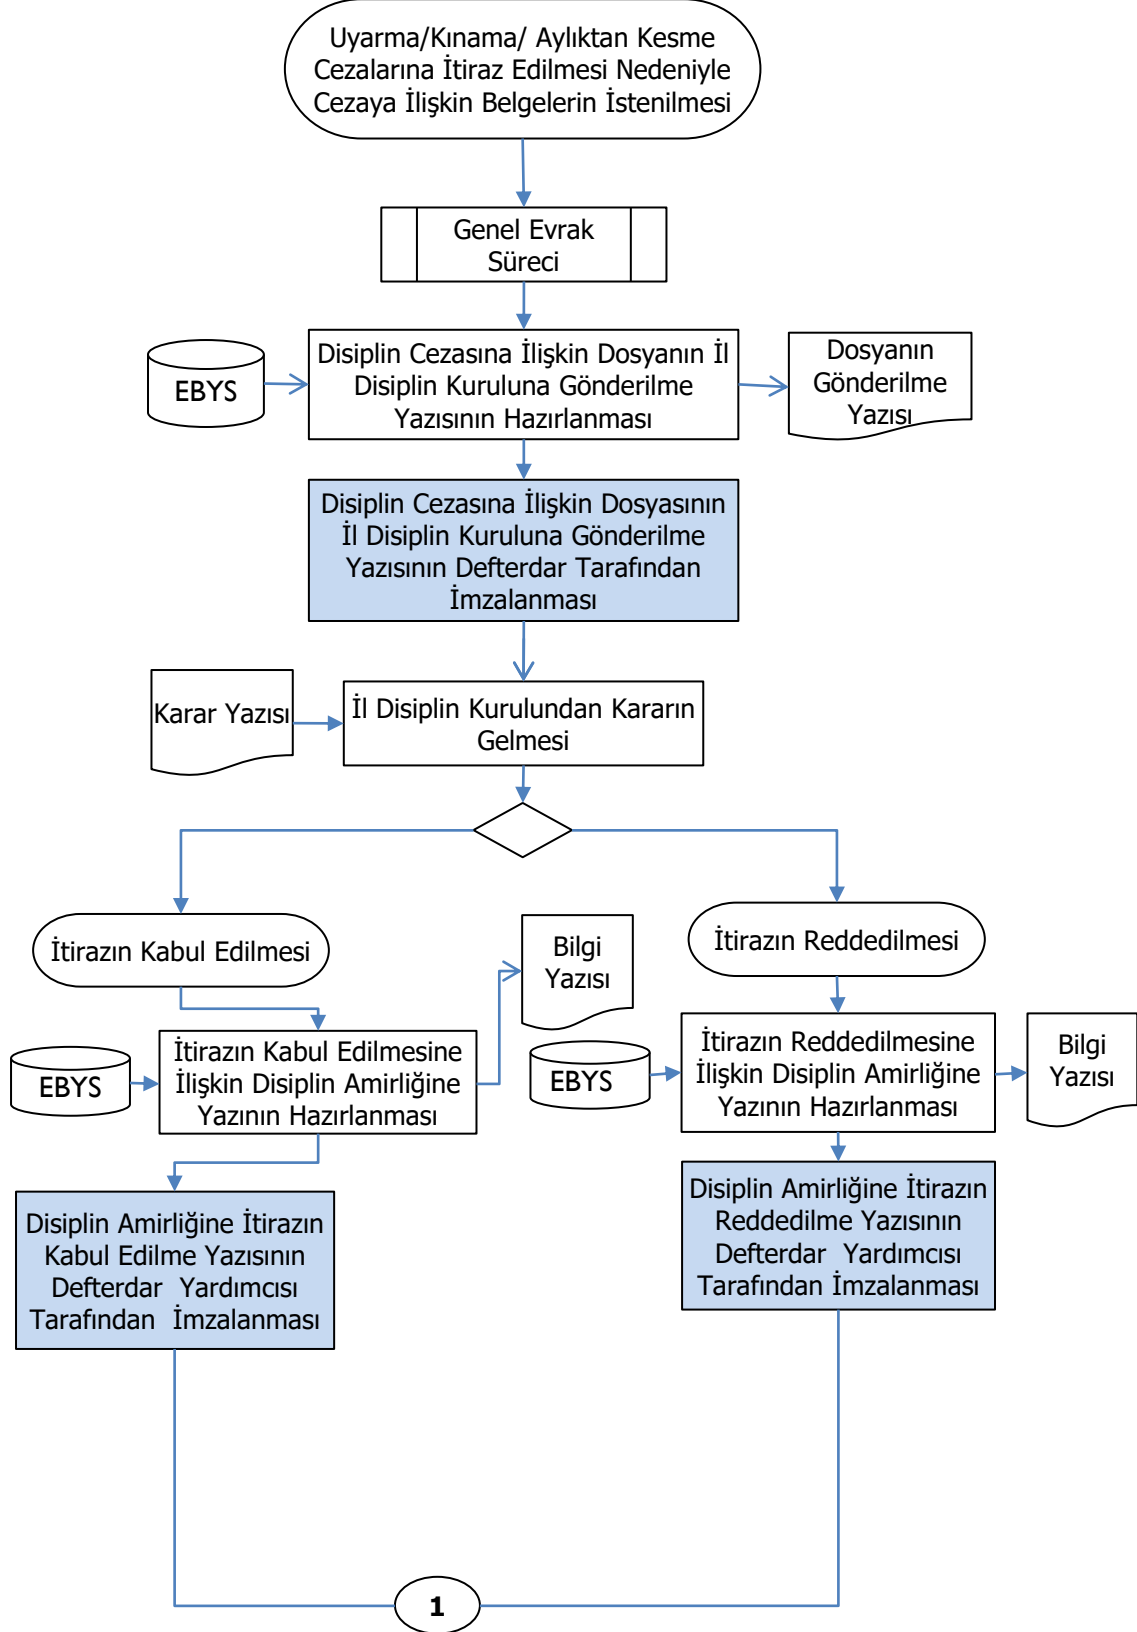 Uyarma/Kınama/ Aylıktan Kesme
Cezalarına İtiraz Edilmesi Nedeniyle
Cezaya İlişkin Belgelerin İstenilmesi
Genel Evrak
Süreci
EBYS
Disiplin Cezasına İlişkin Dosyanın İl
Disiplin Kuruluna Gönderilme
Yazısının Hazırlanması
Dosyanın
Gönderilme
Yazısı
Disiplin Cezasına İlişkin Dosyasının
İl Disiplin Kuruluna Gönderilme
Yazısının Defterdar Tarafından
İmzalanması
Karar Yazısı
İl Disiplin Kurulundan Kararın
Gelmesi
İtirazın Kabul Edilmesi
Bilgi
Yazısı
İtirazın Reddedilmesi
EBYS
İtirazın Kabul Edilmesine
İlişkin Disiplin Amirliğine
Yazının Hazırlanması
EBYS
İtirazın Reddedilmesine
İlişkin Disiplin Amirliğine
Yazının Hazırlanması
Bilgi
Yazısı
Disiplin Amirliğine İtirazın
Kabul Edilme Yazısının
Defterdar  Yardımcısı
Tarafından  İmzalanması
Disiplin Amirliğine İtirazın
Reddedilme Yazısının
Defterdar  Yardımcısı
Tarafından İmzalanması
1